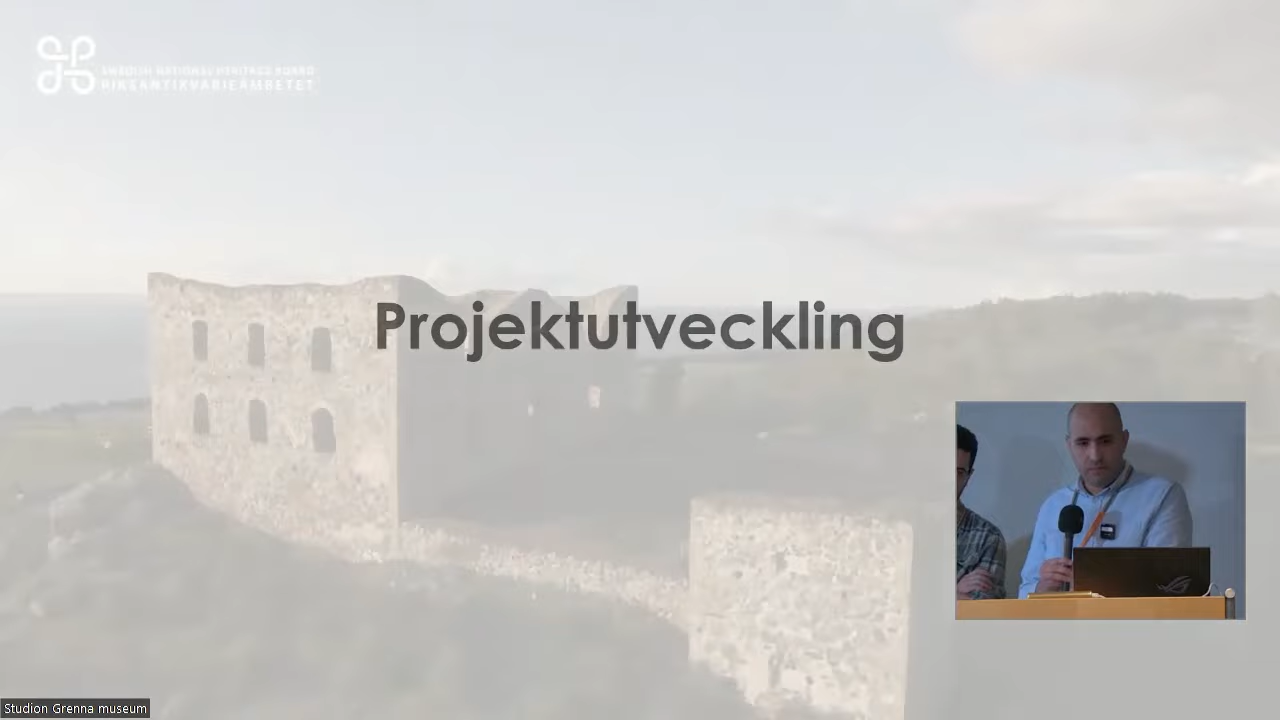 SWEDISH NATIONAL HERITAGE BOARD
RIKSANTIKVARIEÄMBETET
Projektutveckling
Studion Grenna museum